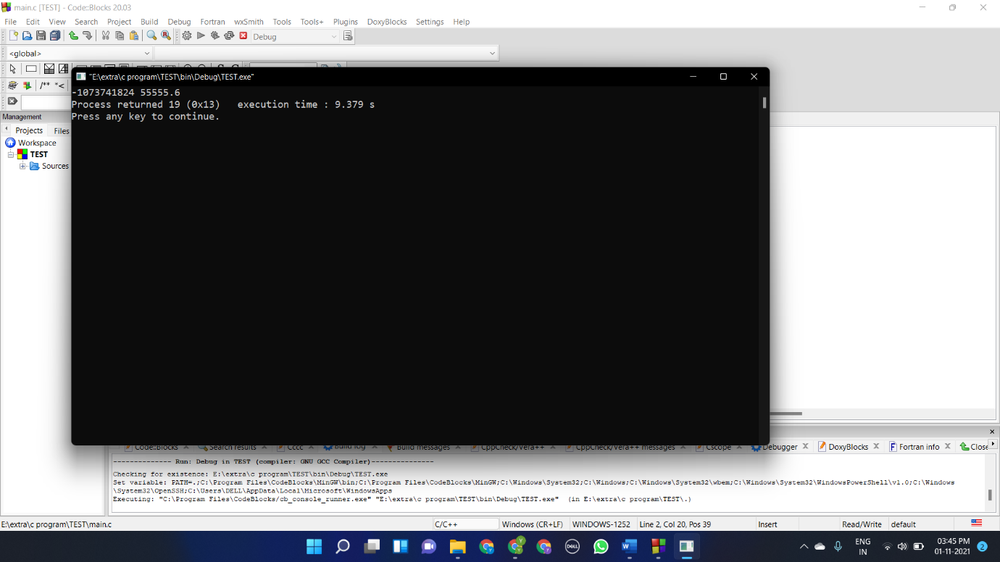 main.c [TEST] - Code::Blocks 20.03
File Edit View Search Project Build Debug Fortran wxSmith Tools Tools+ Plugins DoxyBlocks Settings Help
Debug
<global>
/** *<
"E:\extra\c program\TEST\bin\Debug\TEST.exe"
-1073741824 55555.6
Process returned 19 (0x13)   execution time : 9.379 s
Press any key to continue.
Management
Projects Files
Workspace
TEST
Sources
Code::Blocks Search results Cccc Build log Build messages CppCheck/Vera++ CppCheck/Vera++ messages Cscope Debugger DoxyBlocks Fortran info Close
-------------- Run: Debug in TEST (compiler: GNU GCC Compiler)---------------
Checking for existence: E:\extra\c program\TEST\bin\Debug\TEST.exe
Set variable: PATH=.;C:\Program Files\CodeBlocks\MinGW\bin;C:\Program Files\CodeBlocks\MinGW;C:\Windows\System32;C:\Windows;C:\Windows\System32\wbem;C:\Windows\System32\WindowsPowerShell\v1.0;C:\Windows
\System32\OpenSSH;C:\Users\DELL\AppData\Local\Microsoft\WindowsApps
Executing: "C:\Program Files\CodeBlocks/cb_console_runner.exe" "E:\extra\c program\TEST\bin\Debug\TEST.exe"  (in E:\extra\c program\TEST\.)
E:\extra\c program\TEST\main.c C/C++ Windows (CR+LF) WINDOWS-1252 Line 2, Col 20, Pos 39 Insert Read/Write default
DELL
ENG
IN
03:45 PM
01-11-2021
2